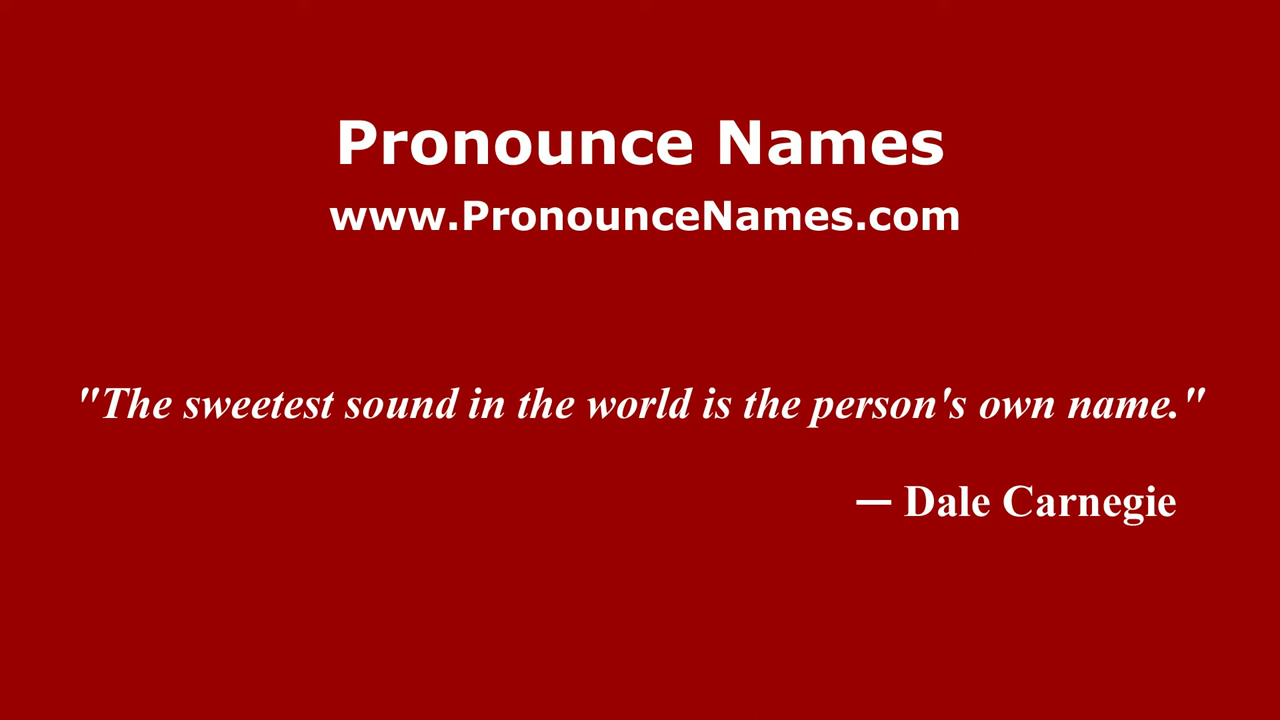 Pronounce Names
www.PronounceNames.com
"The sweetest sound in the world is the person's own name."
— Dale Carnegie